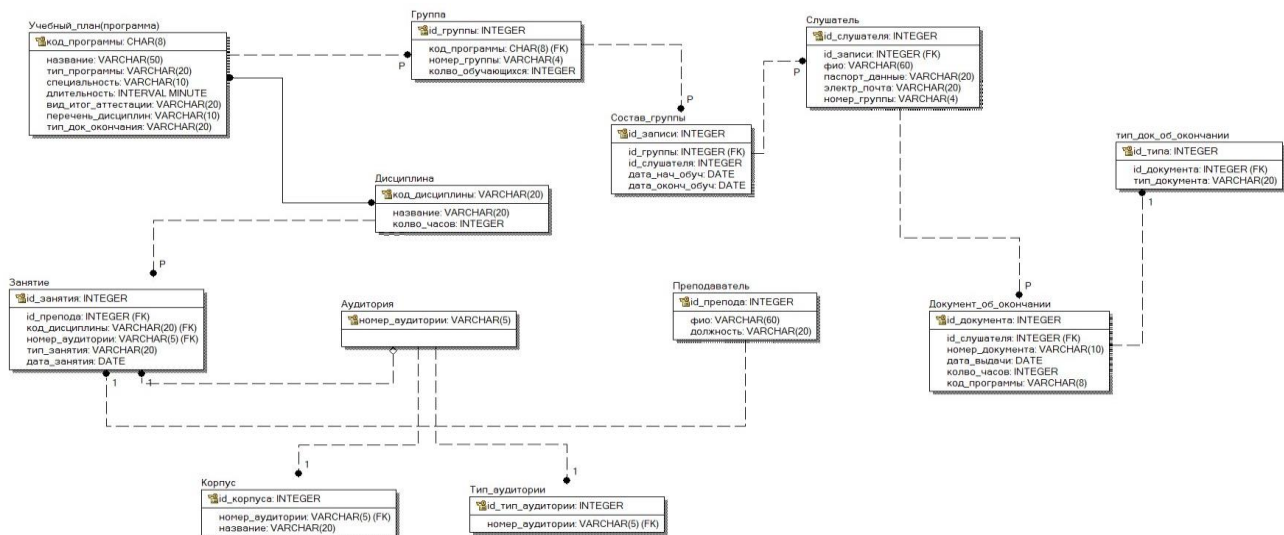 Учебный_план(программа)
код_программы: CHAR(8)
название: VARCHAR(50)
тип_программы: VARCHAR(20)
специальность: VARCHAR(10)
длительность: INTERVAL MINUTE
вид_итог_аттестации: VARCHAR(20)
перечень_дисциплин: VARCHAR(10)
тип_док_окончания: VARCHAR(20)
P
Группа
id_группы: INTEGER
код_программы: CHAR(8) (FK)
номер_группы: VARCHAR(4)
колво_обучающихся: INTEGER
P
Состав_группы
id_записи: INTEGER
id_группы: INTEGER (FK)
id_слушателя: INTEGER
дата_нач_обуч: DATE
дата_оконч_обуч: DATE
P
Слушатель
id_слушателя: INTEGER
id_записи: INTEGER (FK)
фио: VARCHAR(60)
паспорт_данные: VARCHAR(20)
электр_почта: VARCHAR(20)
номер_группы: VARCHAR(4)
тип_док_об_окончании
id_типа: INTEGER
id_документа: INTEGER (FK)
тип_документа: VARCHAR(20)
1
Дисциплина
код_дисциплины: VARCHAR(20)
название: VARCHAR(20)
колво_часов: INTEGER
P
Занятие
id_занятия: INTEGER
id_препода: INTEGER (FK)
код_дисциплины: VARCHAR(20) (FK)
номер_аудитории: VARCHAR(5) (FK)
тип_занятия: VARCHAR(20)
дата_занятия: DATE
1
1
Аудитория
номер_аудитории: VARCHAR(5)
Преподаватель
id_препода: INTEGER
фио: VARCHAR(60)
должность: VARCHAR(20)
P
Документ_об_окончании
id_документа: INTEGER
id_слушателя: INTEGER (FK)
номер_документа: VARCHAR(10)
дата_выдачи: DATE
колво_часов: INTEGER
код_программы: VARCHAR(8)
1
Корпус
id_корпуса: INTEGER
номер_аудитории: VARCHAR(5) (FK)
название: VARCHAR(20)
1
Тип_аудитории
id_тип_аудитории: INTEGER
номер_аудитории: VARCHAR(5) (FK)